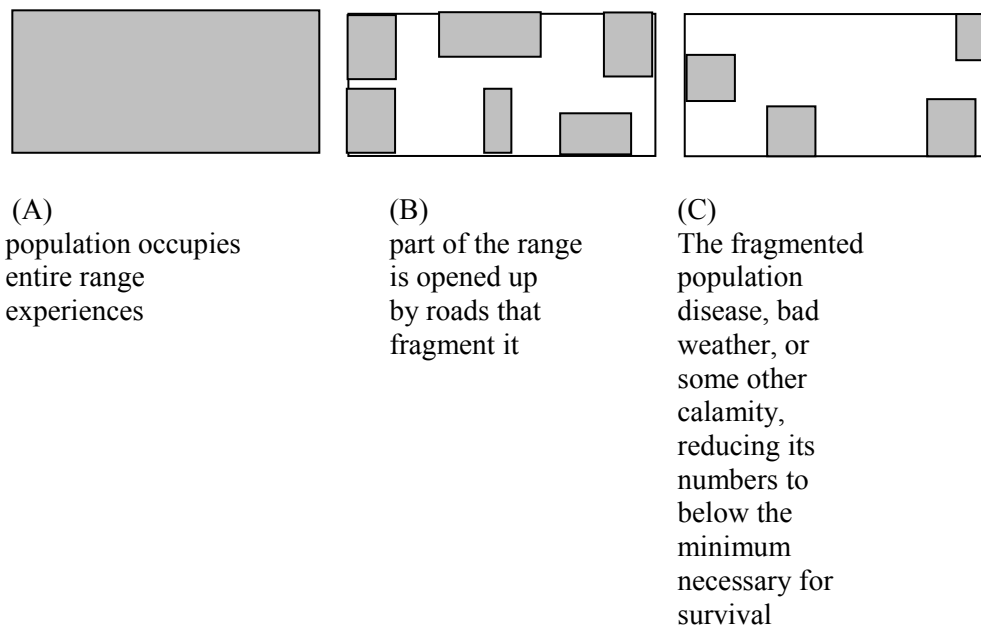 (A)
population occupies
entire range
experiences
(B)
part of the range
is opened up
by roads that
fragment it
(C)
The fragmented
population
disease, bad
weather, or
some other
calamity,
reducing its
numbers to
below the
minimum
necessary for
survival